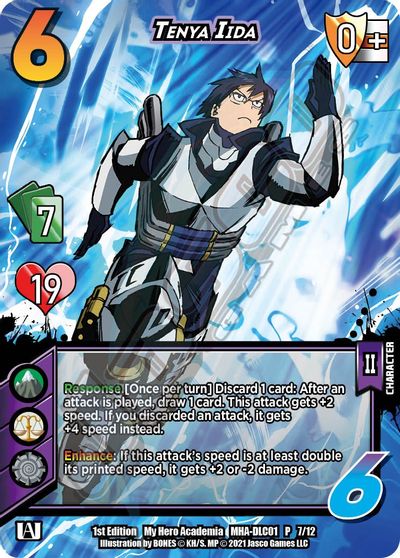 6
TENYA IIDA
0 +
7
19
II
CHARACTER
Response [Once per turn] Discard 1 card: After an
attack is played, draw 1 card. This attack gets +2
speed. If you discarded an attack, it gets
+4 speed instead.
Enhance: If this attack's speed is at least double
its printed speed, it gets +2 or -2 damage.
6
UA
1st Edition My Hero Academia MHA-DLC01 P 7/12
Illustration by BONES © KH/S. MP © 2021 Jasco Games LLC